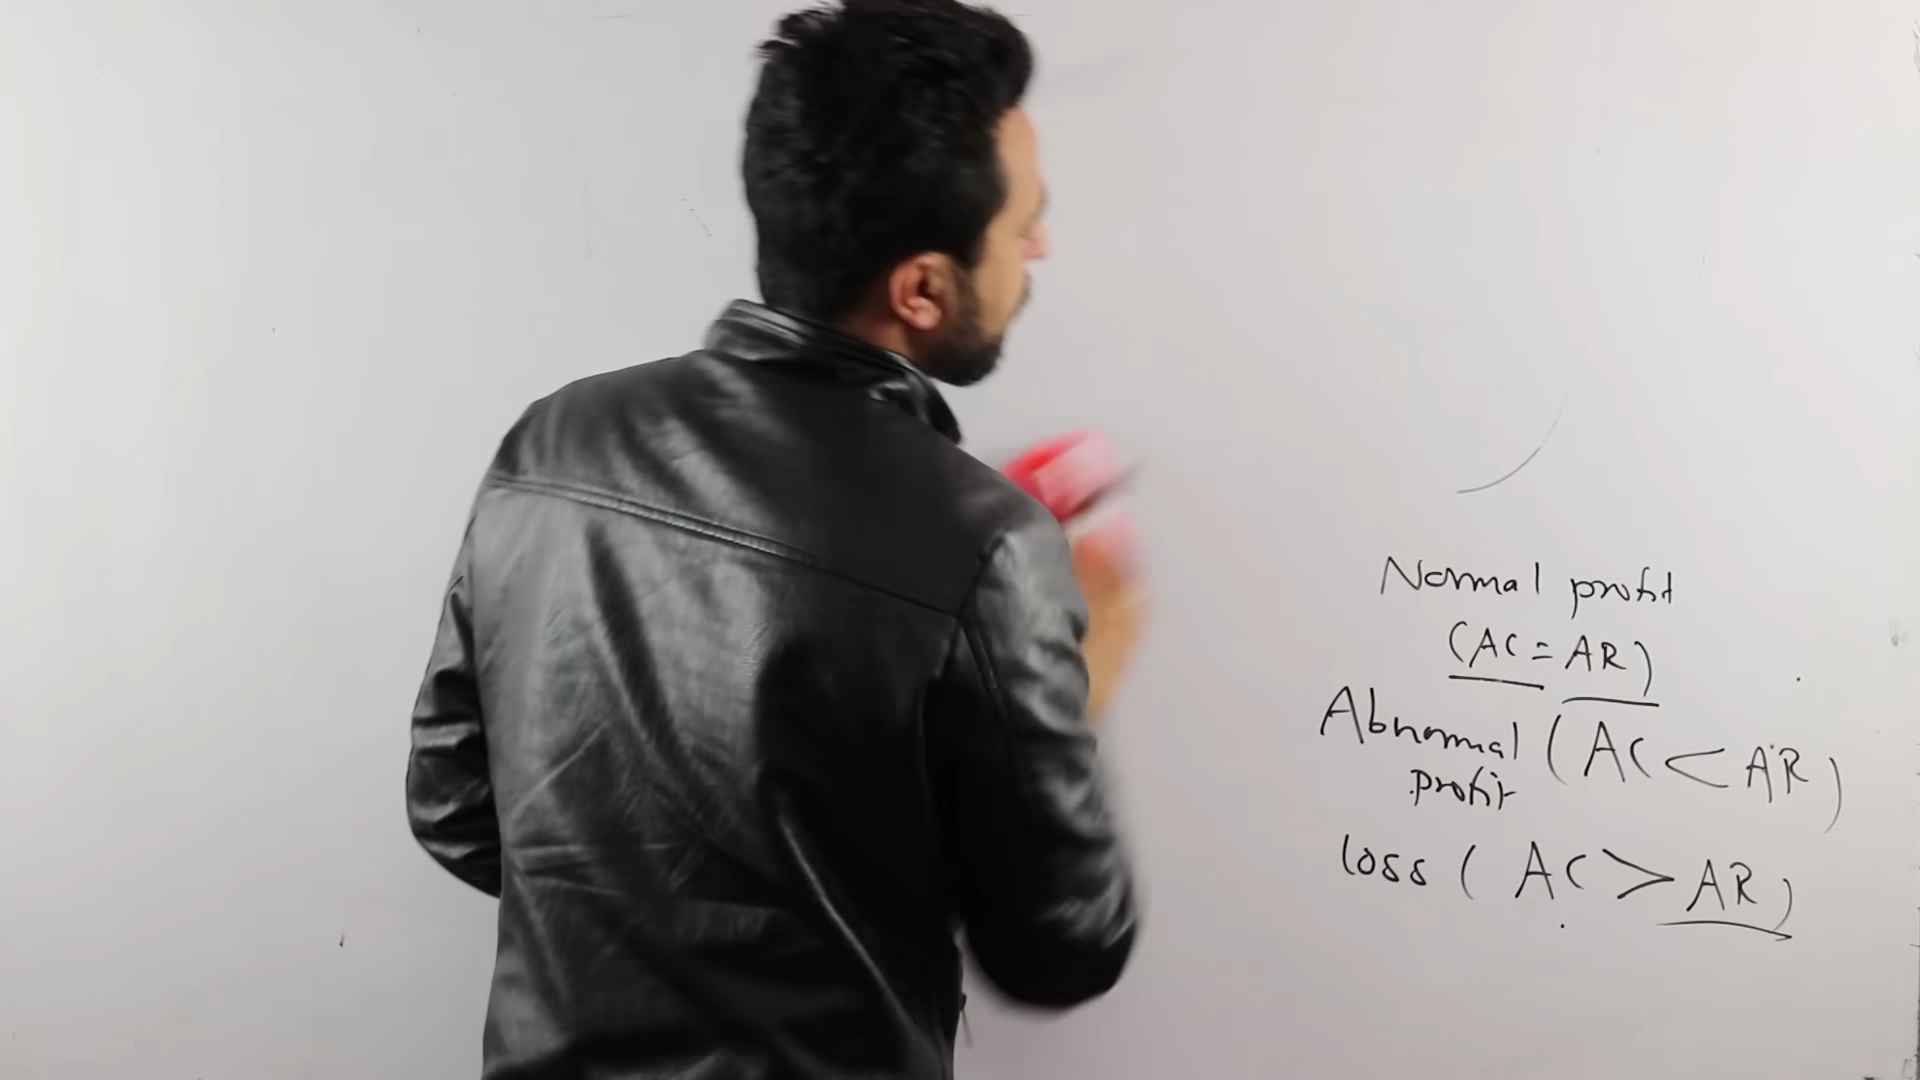 Normal profit
(AC = AR)
Abnormal (AC < AR)
profit
loss ( AC > AR)